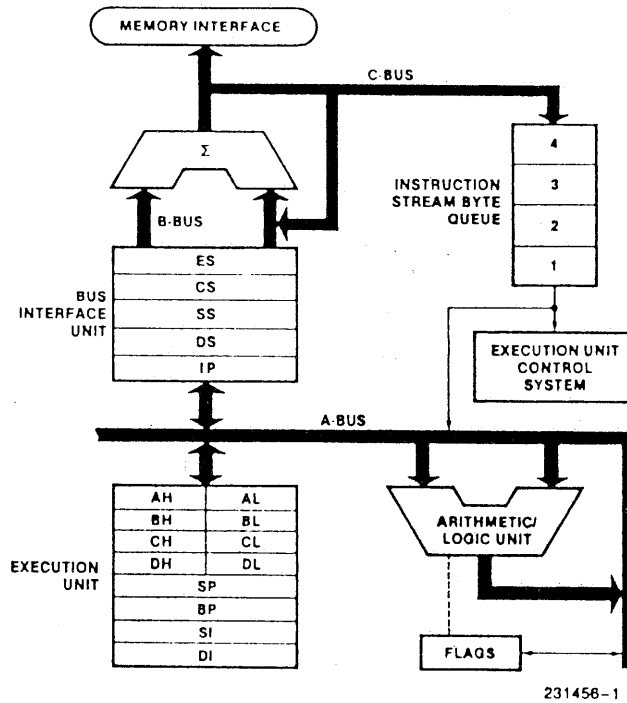 MEMORY INTERFACE
C-BUS
Σ
B-BUS
4
3
2
1
INSTRUCTION
STREAM BYTE
QUEUE
ES
CS
SS
DS
IP
BUS
INTERFACE
UNIT
EXECUTION UNIT
CONTROL
SYSTEM
A-BUS
AH AL
BH BL
CH CL
DH DL
SP
BP
SI
DI
EXECUTION
UNIT
ARITHMETIC/
LOGIC UNIT
FLAGS
231456-1